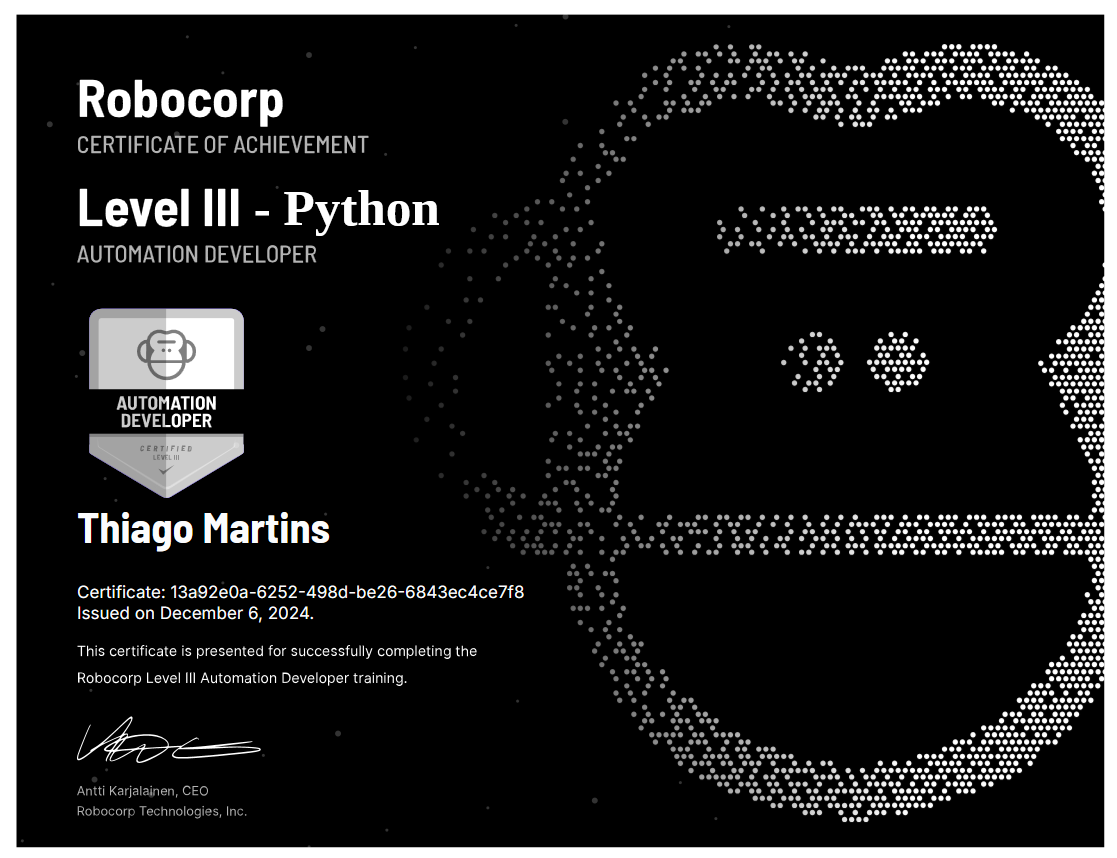 Robocorp
CERTIFICATE OF ACHIEVEMENT
Level III - Python
AUTOMATION DEVELOPER
AUTOMATION
DEVELOPER
CERTIFIED
LEVEL III
Thiago Martins
Certificate: 13a92e0a-6252-498d-be26-6843ec4ce7f8
Issued on December 6, 2024.
This certificate is presented for successfully completing the
Robocorp Level III Automation Developer training.
Antti Karjalainen, CEO
Robocorp Technologies, Inc.